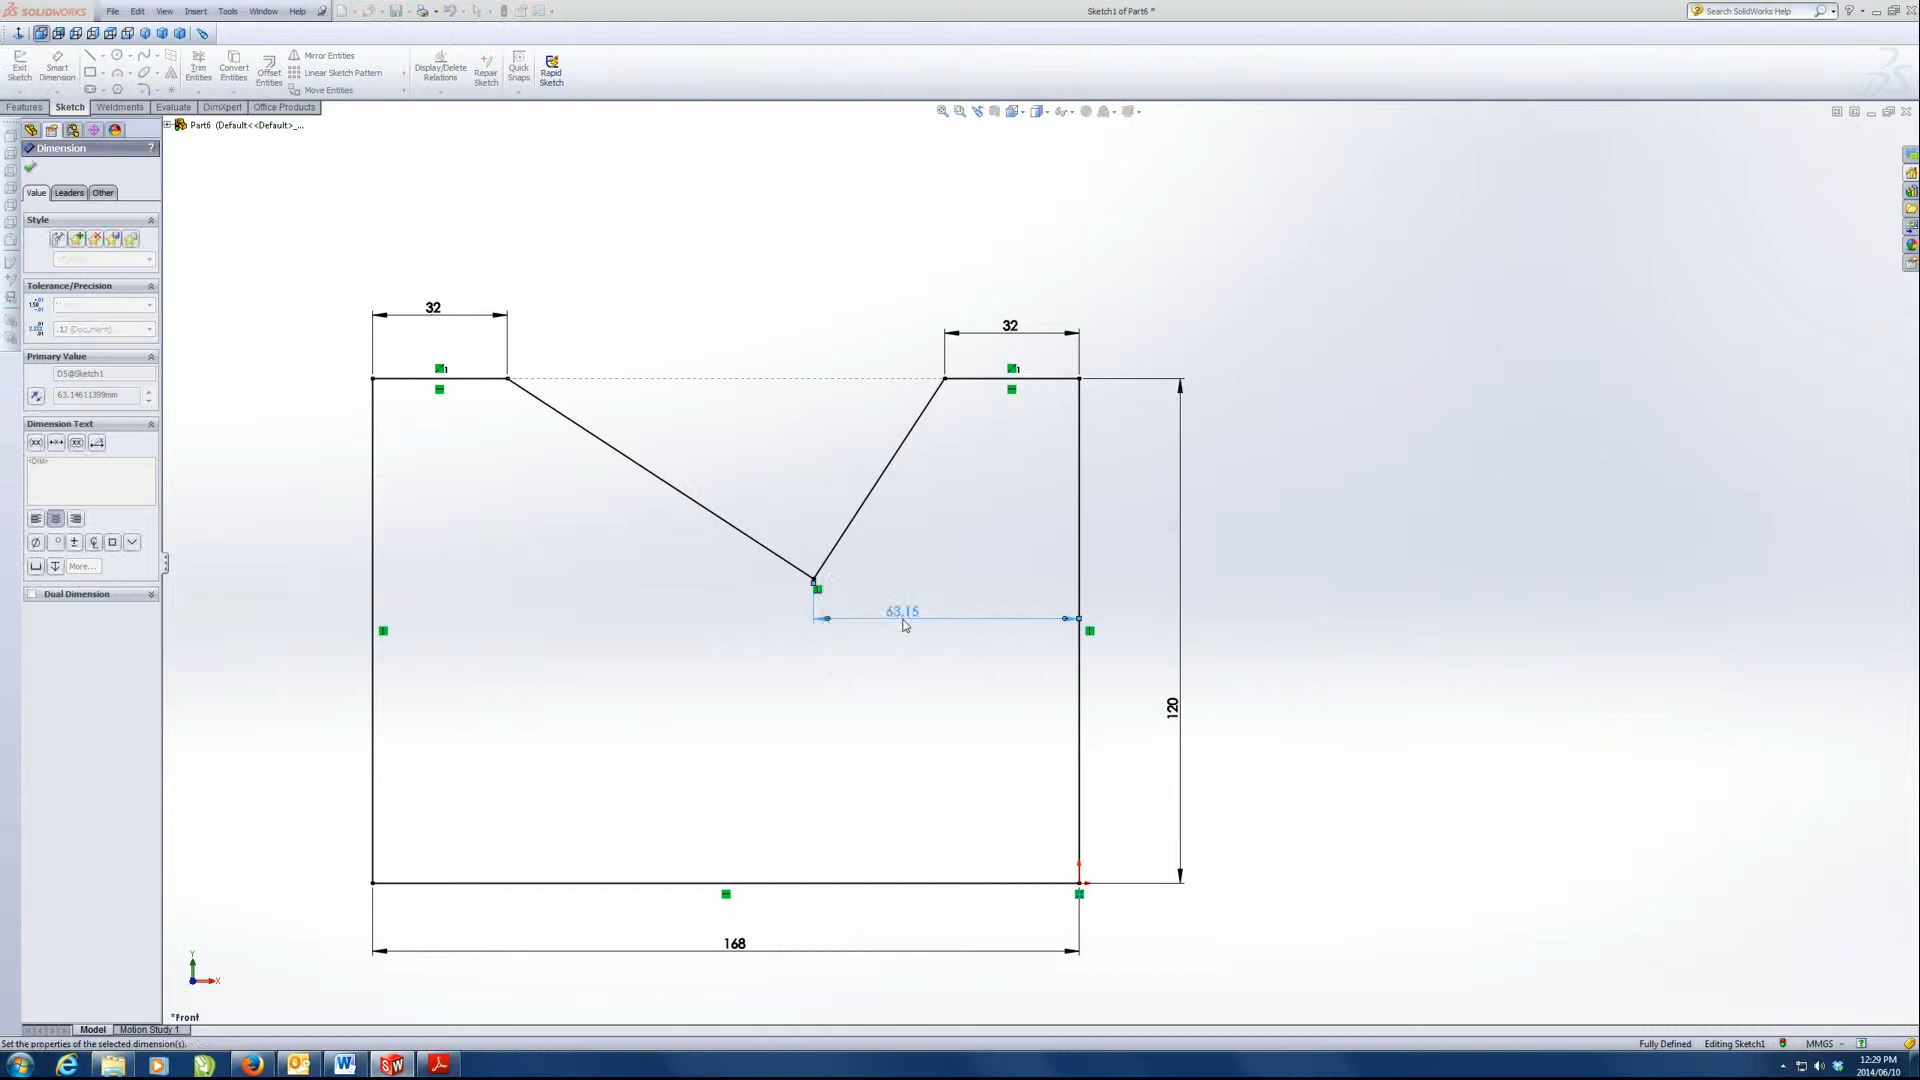 SOLIDWORKS File Edit View Insert Tools Window Help Sketch1 of Part6 * Search SolidWorks Help
Exit Sketch
Smart Dimension
Trim Entities
Convert Entities
Offset Entities
Mirror Entities
Linear Sketch Pattern
Move Entities
Display/Delete Relations
Repair Sketch
Quick Snaps
Rapid Sketch
Features Sketch Weldments Evaluate DimXpert Office Products
Part6 (Default<<Default>_...
Dimension ?
Value Leaders Other
Style
Tolerance/Precision
.12 (Document)
Primary Value
D5@Sketch1
63.14611399mm
Dimension Text
<DIM>
More...
Dual Dimension
32
32
1
1
63.15
120
168
Y
X
*Front
Model Motion Study 1
Set the properties of the selected dimension(s). Fully Defined Editing Sketch1 MMGS
12:29 PM
2014/06/10